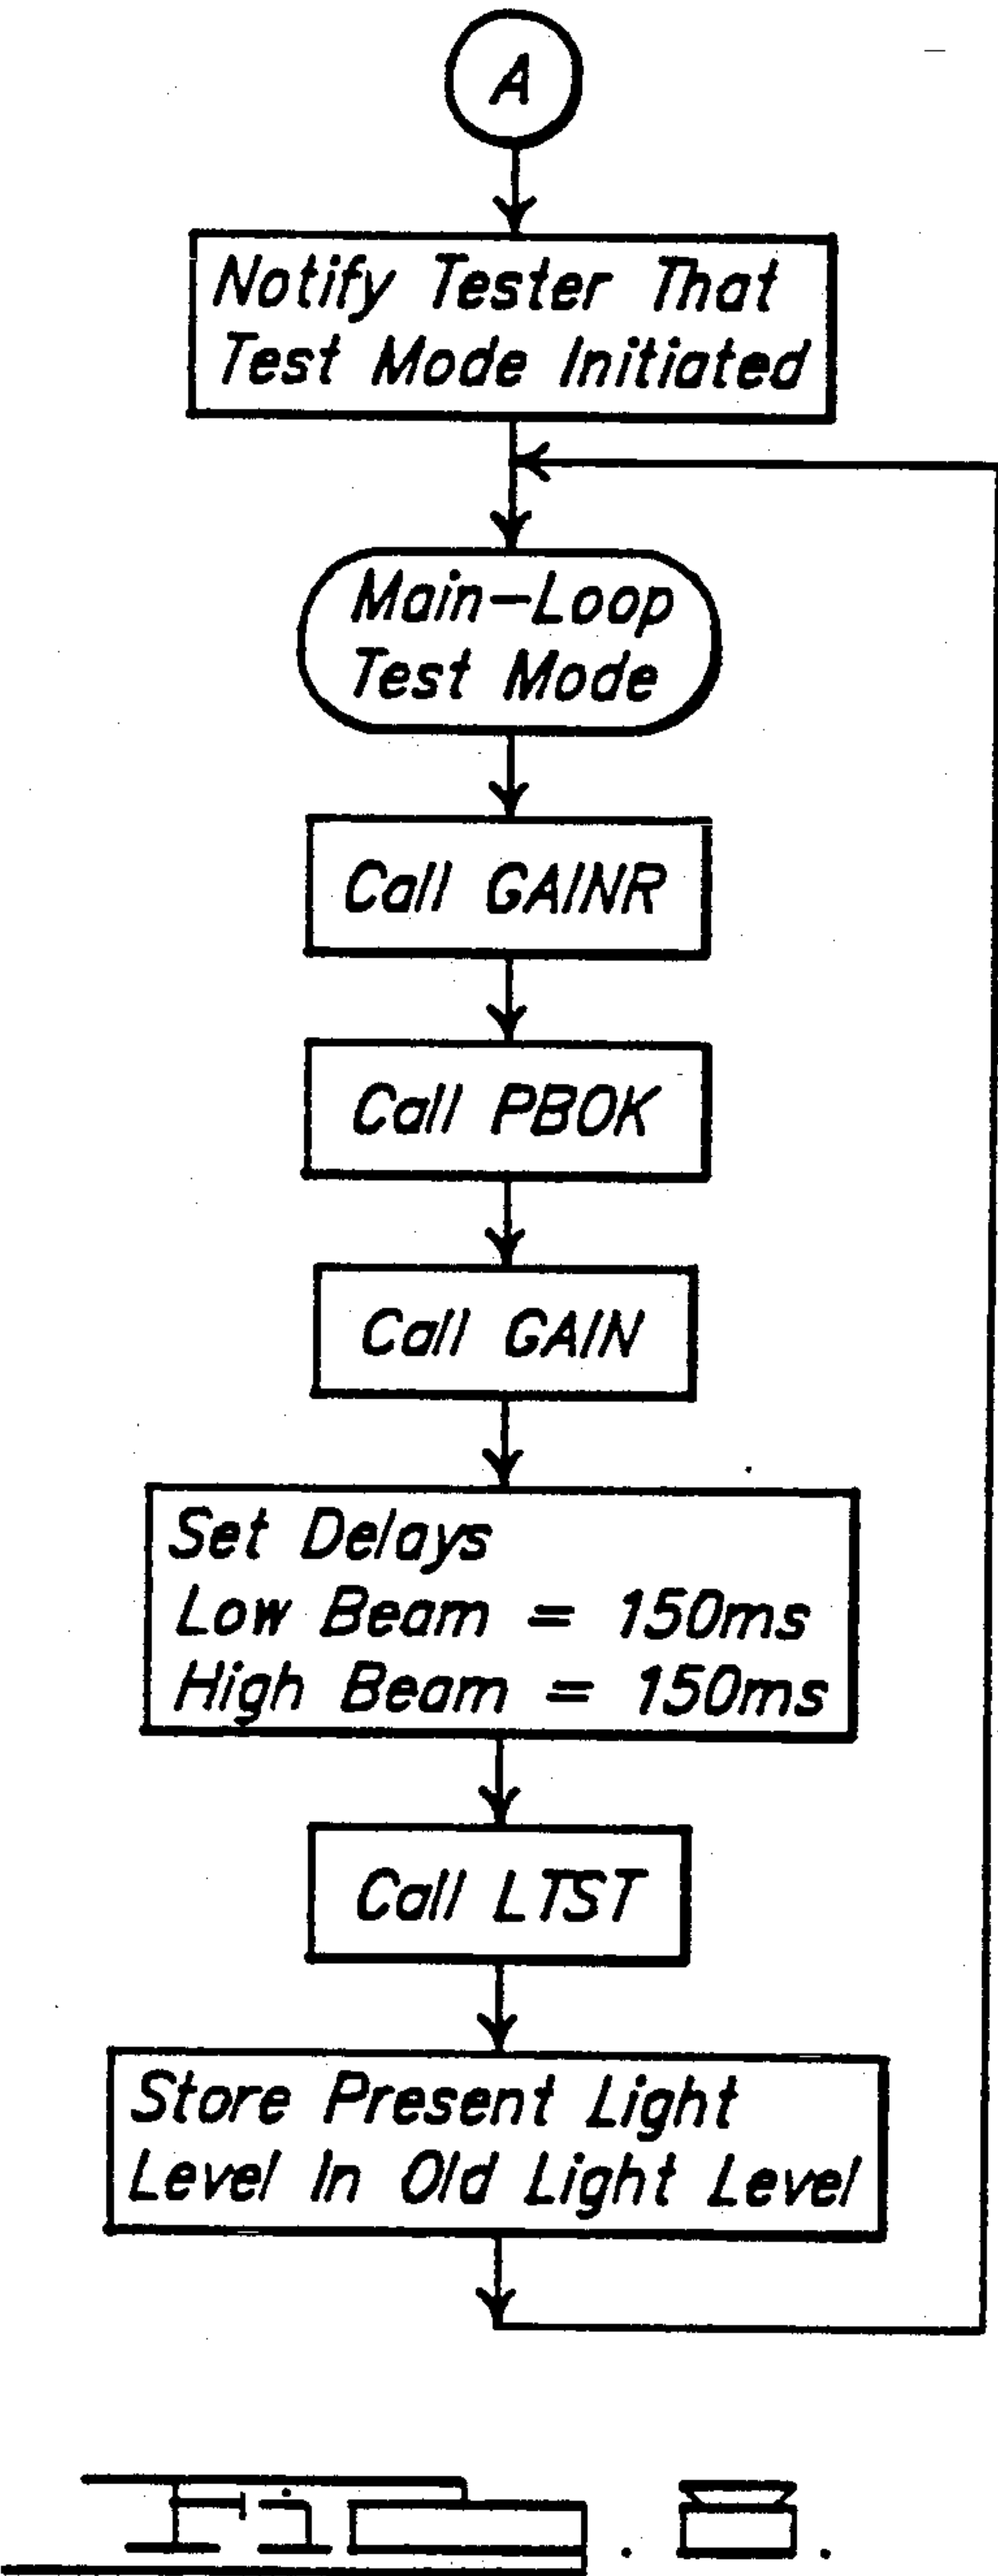 A
Notify Tester That
Test Mode Initiated
Main-Loop
Test Mode
Call GAINR
Call PBOK
Call GAIN
Set Delays
Low Beam = 150ms
High Beam = 150ms
Call LTST
Store Present Light
Level In Old Light Level